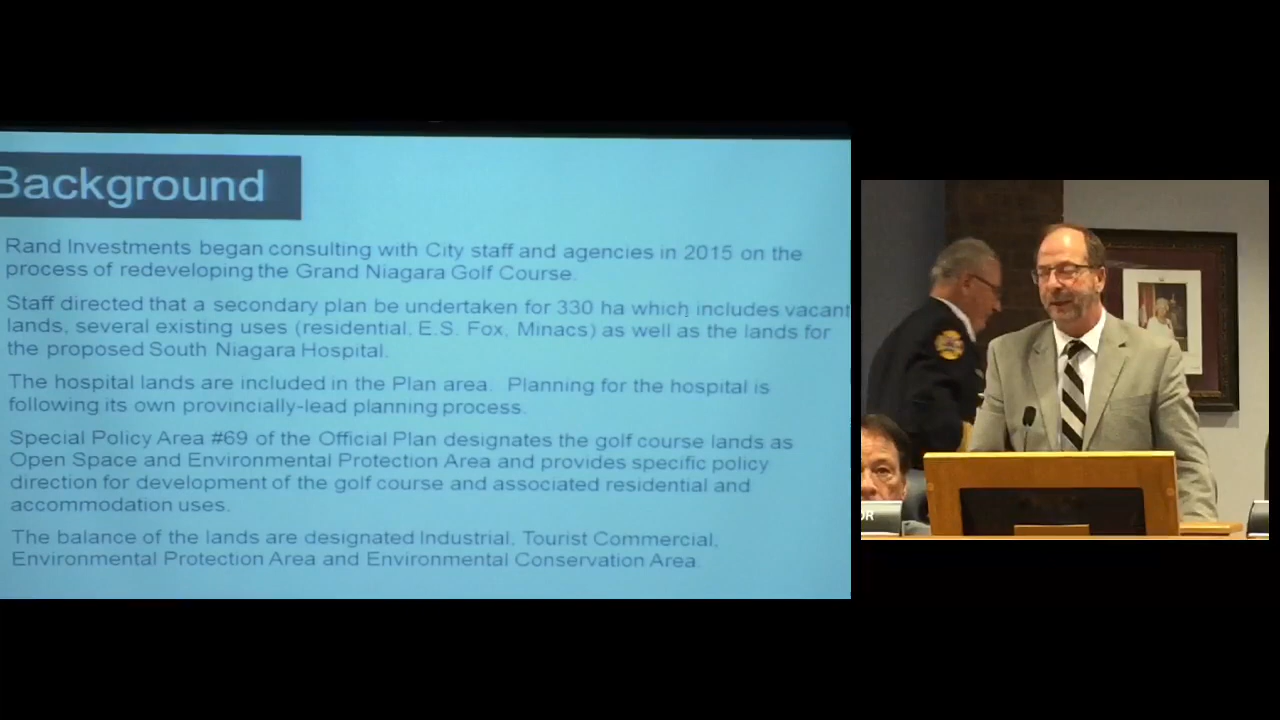 Background
Rand Investments began consulting with City staff and agencies in 2015 on the
process of redeveloping the Grand Niagara Golf Course.
Staff directed that a secondary plan be undertaken for 330 ha which includes vacant
lands, several existing uses (residential, E.S. Fox, Minacs) as well as the lands for
the proposed South Niagara Hospital.
The hospital lands are included in the Plan area. Planning for the hospital is
following its own provincially-lead planning process.
Special Policy Area #69 of the Official Plan designates the golf course lands as
Open Space and Environmental Protection Area and provides specific policy
direction for development of the golf course and associated residential and
accommodation uses.
The balance of the lands are designated Industrial, Tourist Commercial,
Environmental Protection Area and Environmental Conservation Area.
OR